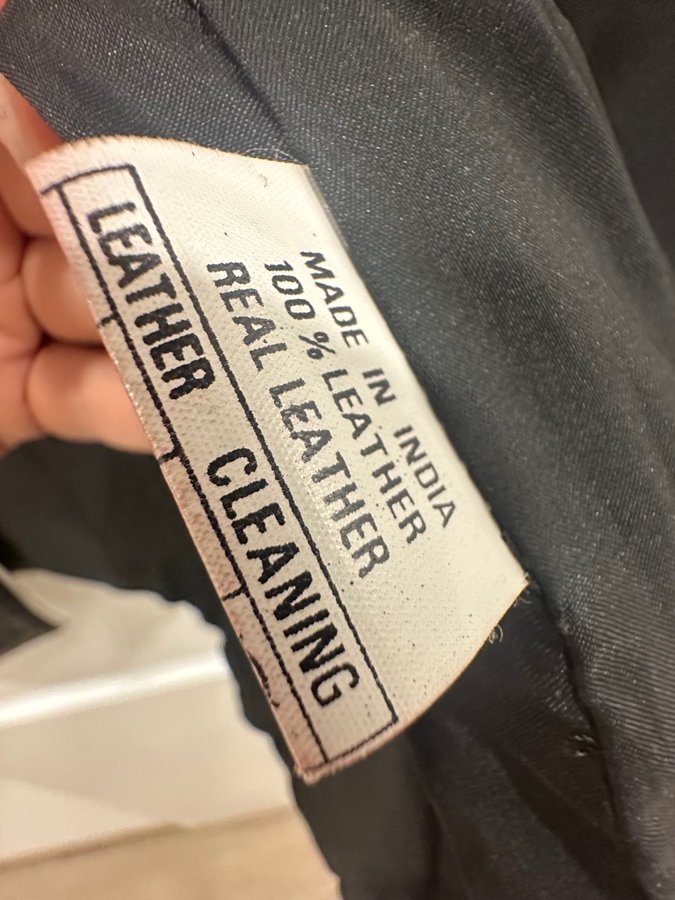 MADE IN INDIA
100 % LEATHER
REAL LEATHER
LEATHER CLEANING